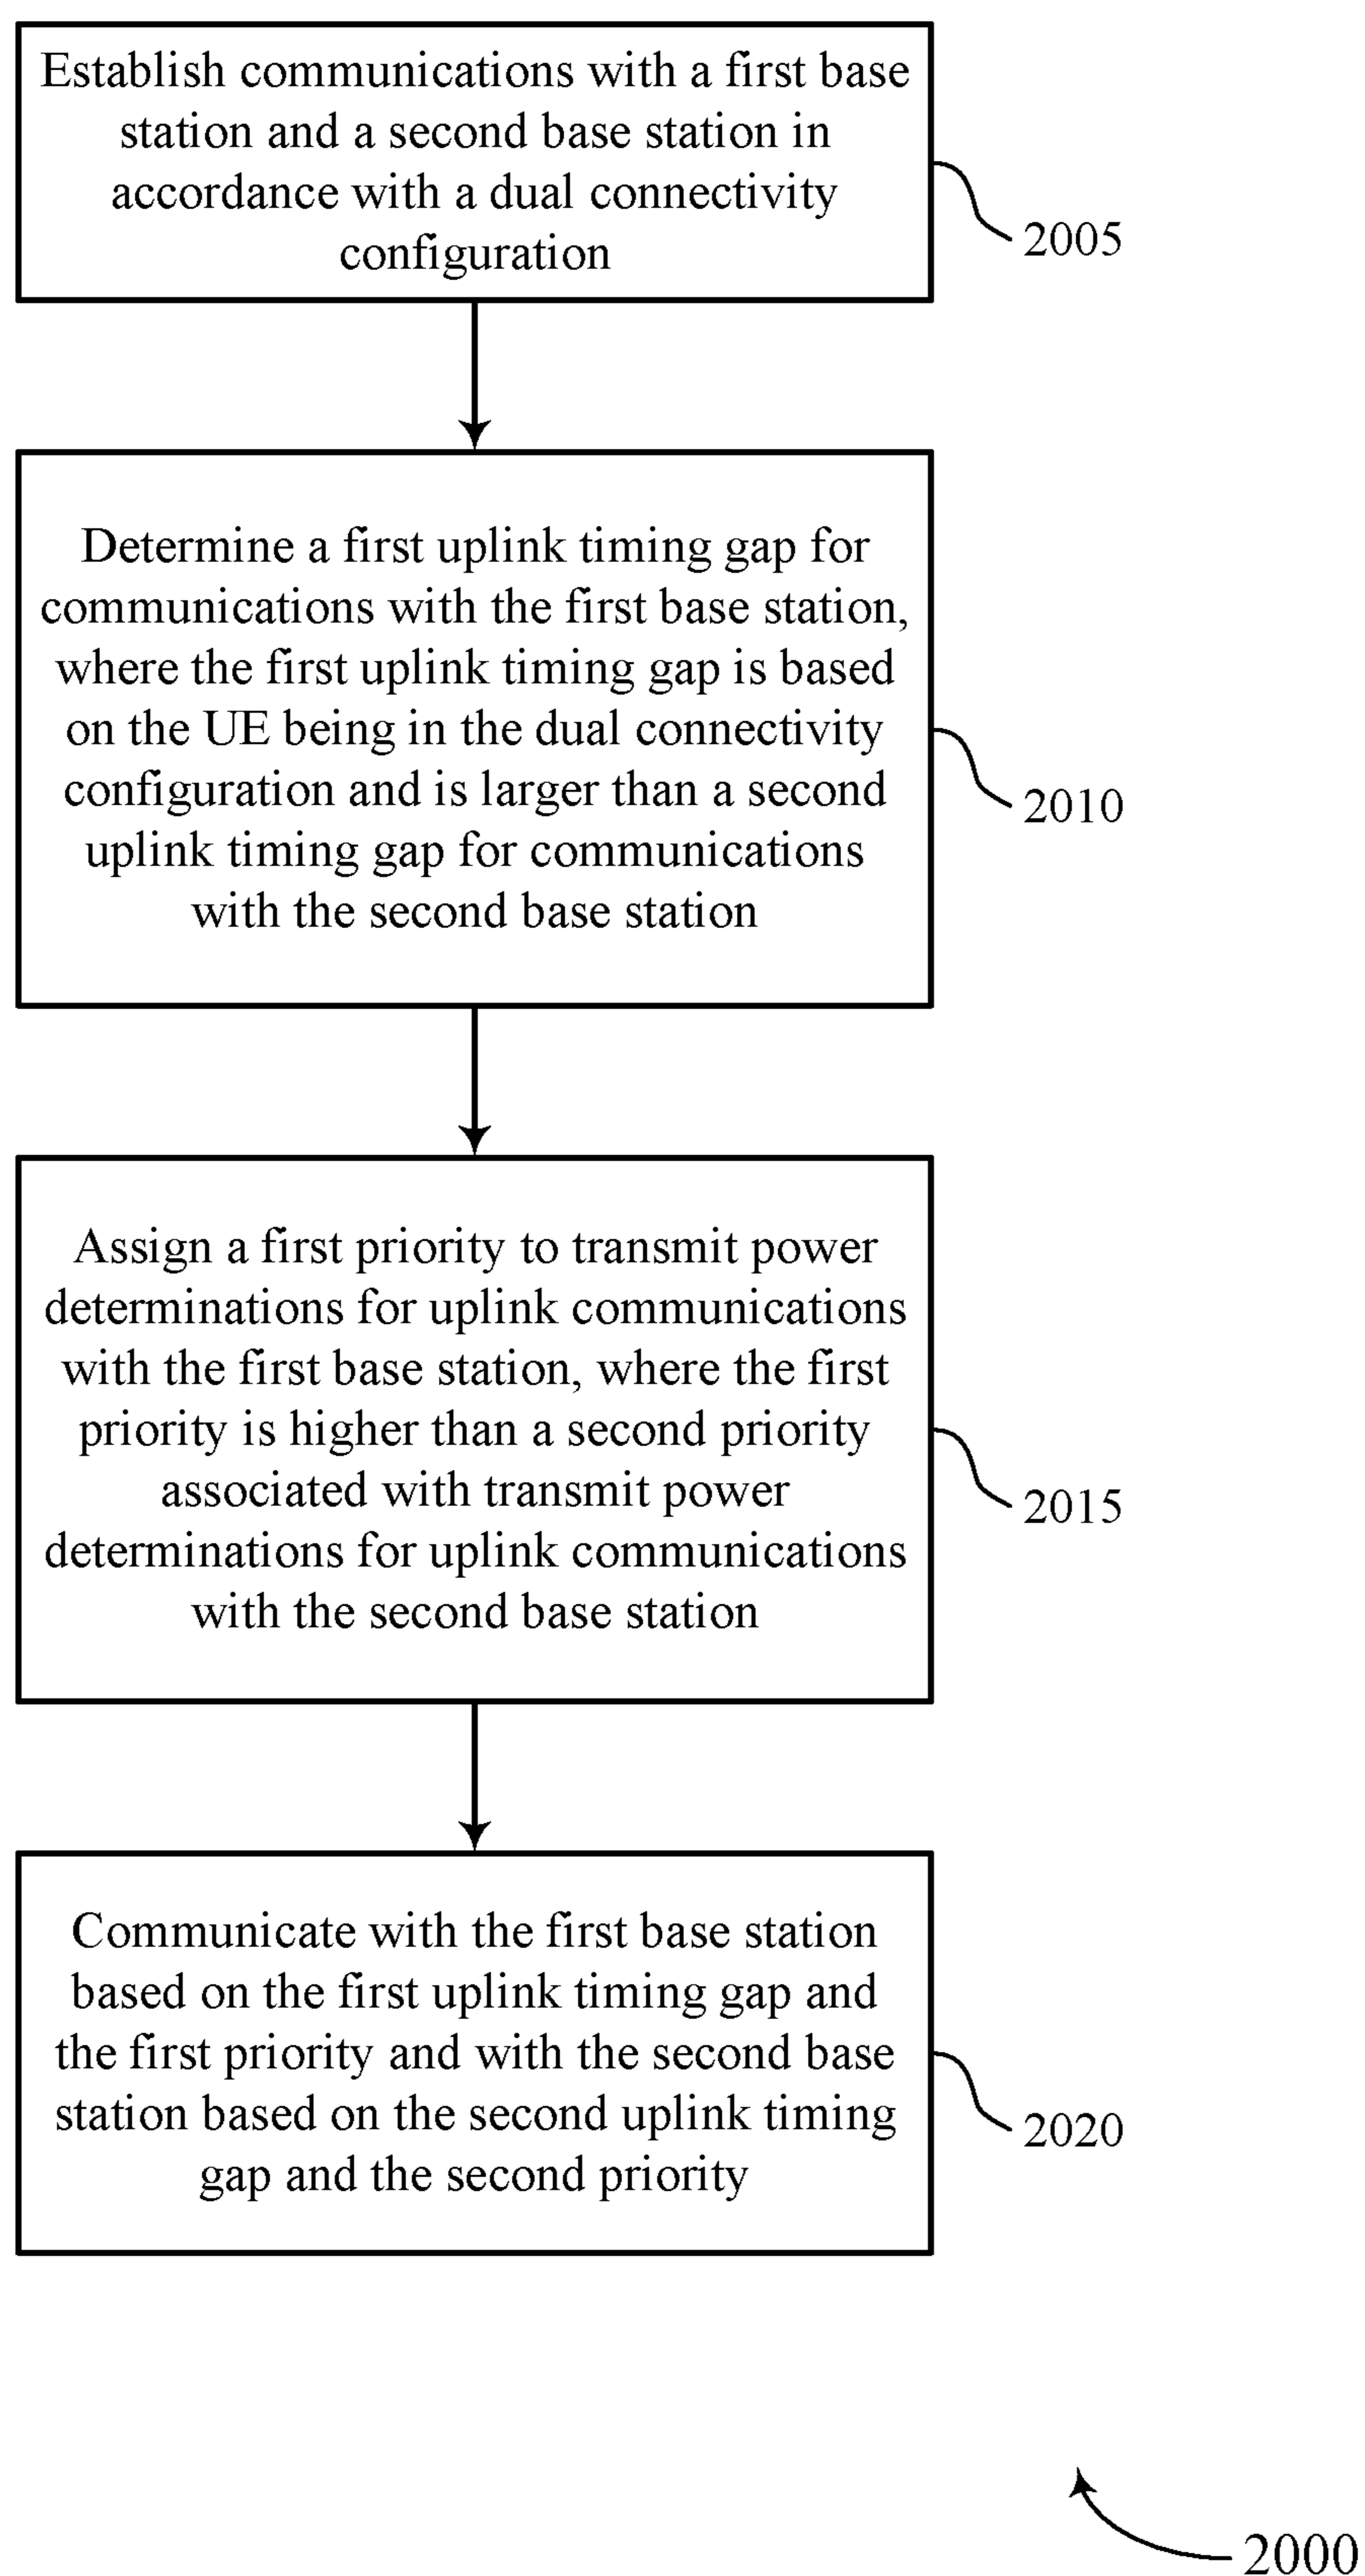 Establish communications with a first base
station and a second base station in
accordance with a dual connectivity
configuration
2005
Determine a first uplink timing gap for
communications with the first base station,
where the first uplink timing gap is based
on the UE being in the dual connectivity
configuration and is larger than a second
uplink timing gap for communications
with the second base station
2010
Assign a first priority to transmit power
determinations for uplink communications
with the first base station, where the first
priority is higher than a second priority
associated with transmit power
determinations for uplink communications
with the second base station
2015
Communicate with the first base station
based on the first uplink timing gap and
the first priority and with the second base
station based on the second uplink timing
gap and the second priority
2020
2000